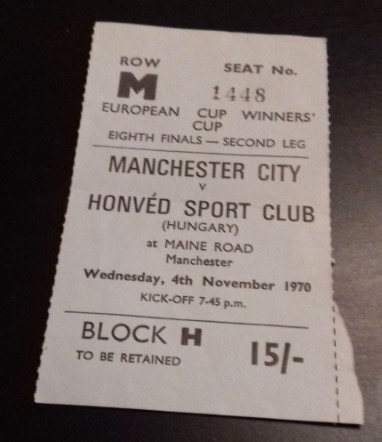 ROW SEAT No.
M 1448
EUROPEAN CUP WINNERS'
CUP
EIGHTH FINALS — SECOND LEG
MANCHESTER CITY
v
HONVÉD SPORT CLUB
(HUNGARY)
at MAINE ROAD
Manchester
Wednesday, 4th November 1970
KICK-OFF 7-45 p.m.
BLOCK H 15/-
TO BE RETAINED